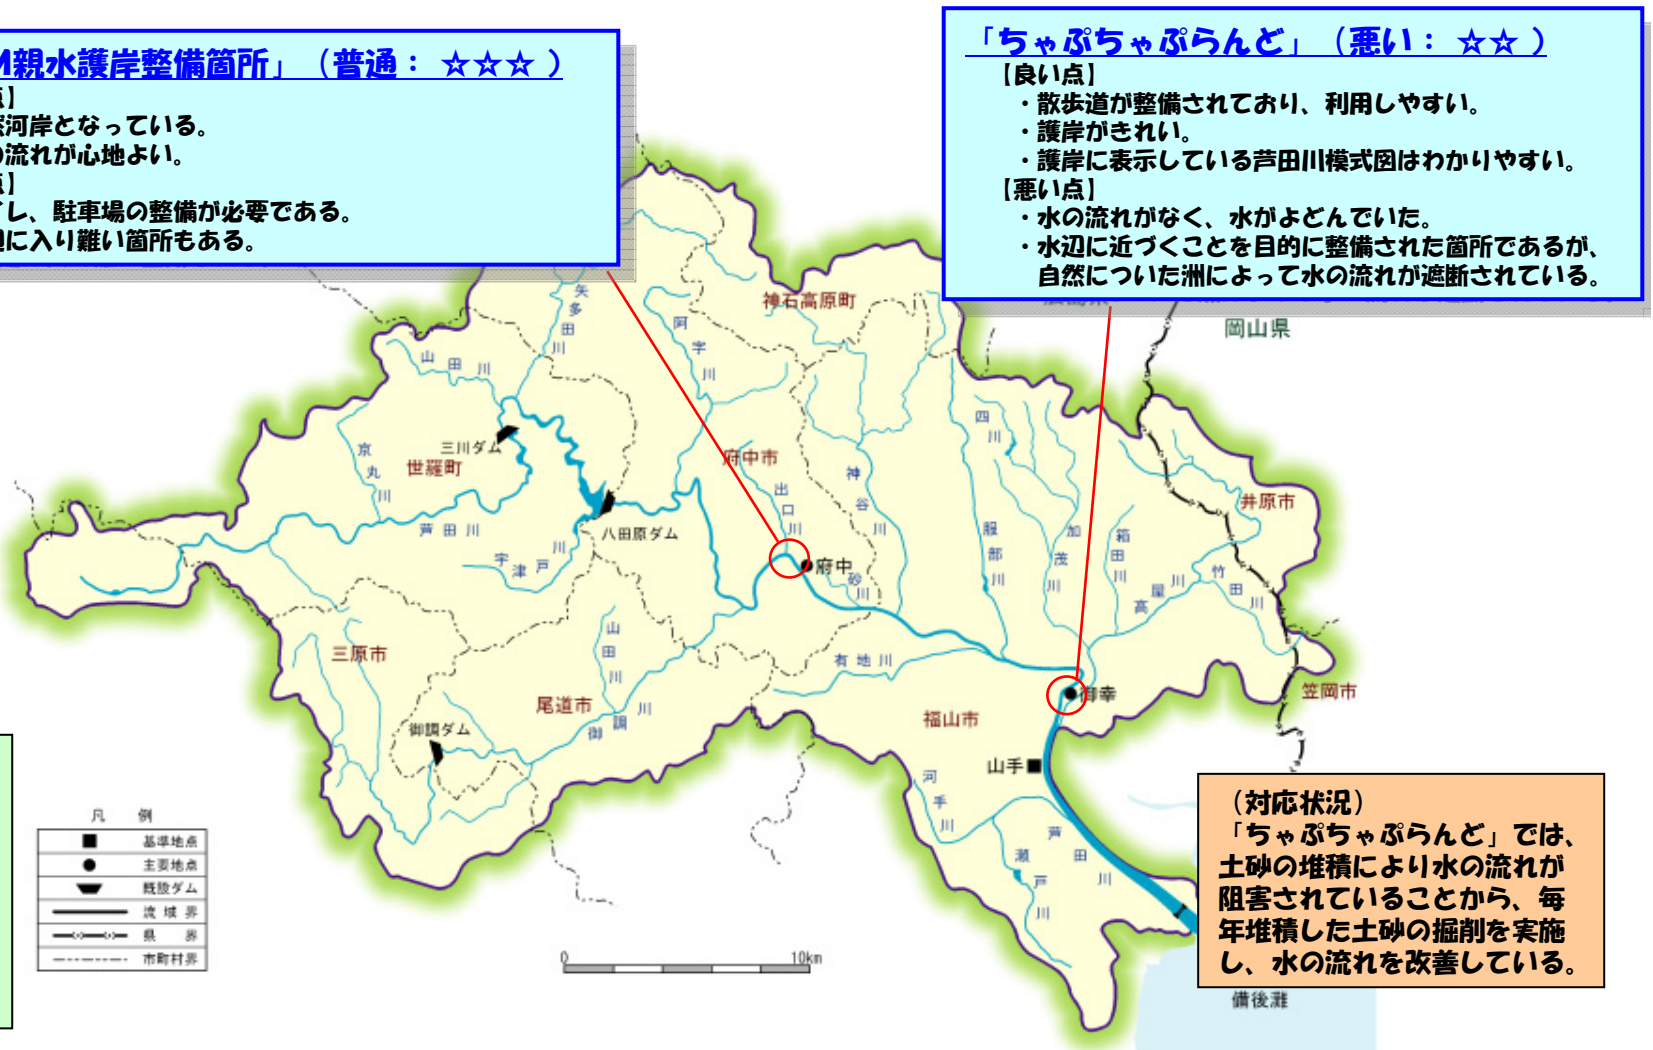 M親水護岸整備箇所」（普通： ☆☆☆ ）
点】
然河岸となっている。
の流れが心地よい。
点】
イレ、駐車場の整備が必要である。
辺に入り難い箇所もある。
「ちゃぷちゃぷらんど」（悪い： ☆☆ ）
【良い点】
・散歩道が整備されており、利用しやすい。
・護岸がきれい。
・護岸に表示している芦田川模式図はわかりやすい。
【悪い点】
・水の流れがなく、水がよどんでいた。
・水辺に近づくことを目的に整備された箇所であるが、
自然についた洲によって水の流れが遮断されている。
岡山県
神石高原町
矢多田川
阿字川
山田川
京丸川
三川ダム
世羅町
府中市
出口川
神谷川
四川
井原市
芦田川
宇津戸川
八田原ダム
府中
砂川
服部川
加茂川
箱田川
高屋川
竹田川
三原市
山田川
有地川
尾道市
御調川
御調ダム
御幸
笠岡市
福山市
山手
河手川
瀬戸川
芦田川
凡 例
基準地点
主要地点
既設ダム
流域界
県 界
市町村界
0
10km
（対応状況）
「ちゃぷちゃぷらんど」では、
土砂の堆積により水の流れが
阻害されていることから、毎
年堆積した土砂の掘削を実施
し、水の流れを改善している。
備後灘